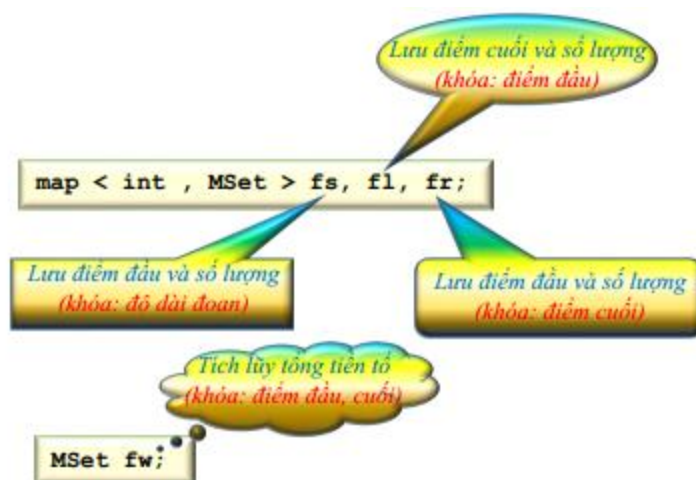 Lưu điểm cuối và số lượng
(khóa: điểm đầu)
map < int , MSet > fs, fl, fr;
Lưu điểm đầu và số lượng
(khóa: đô dài đoan)
Lưu điểm đầu và số lượng
(khóa: điểm cuối)
Tích lũy tổng tiền tố
(khóa: điểm đầu, cuối)
MSet fw;